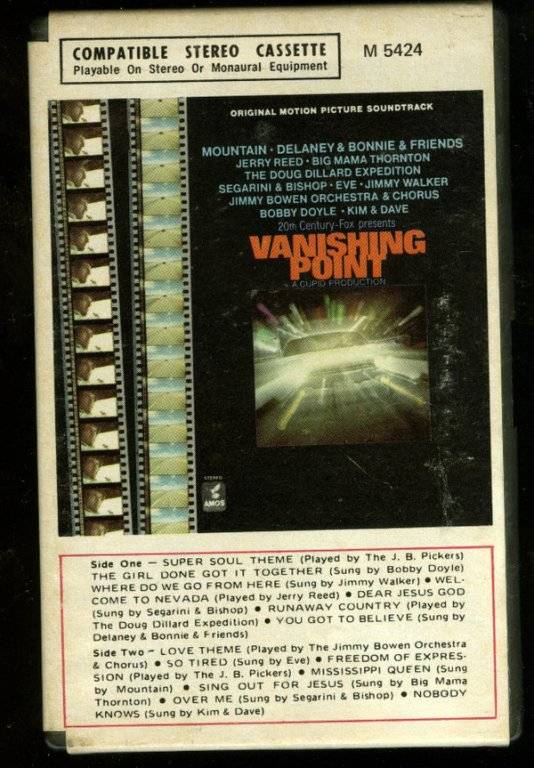 COMPATIBLE STEREO CASSETTE
Playable On Stereo Or Monaural Equipment
M 5424
ORIGINAL MOTION PICTURE SOUNDTRACK
MOUNTAIN · DELANEY & BONNIE & FRIENDS
JERRY REED · BIG MAMA THORNTON
THE DOUG DILLARD EXPEDITION
SEGARINI & BISHOP · EVE · JIMMY WALKER
JIMMY BOWEN ORCHESTRA & CHORUS
BOBBY DOYLE · KIM & DAVE
20th Century-Fox presents
VANISHING
POINT
A CUPID PRODUCTION
STEREO
AMOS
Side One — SUPER SOUL THEME (Played by The J. B. Pickers)
THE GIRL DONE GOT IT TOGETHER (Sung by Bobby Doyle)
WHERE DO WE GO FROM HERE (Sung by Jimmy Walker) ● WEL-
COME TO NEVADA (Played by Jerry Reed) ● DEAR JESUS GOD
(Sung by Segarini & Bishop) ● RUNAWAY COUNTRY (Played by
The Doug Dillard Expedition) ● YOU GOT TO BELIEVE (Sung by
Delaney & Bonnie & Friends)
Side Two — LOVE THEME (Played by The Jimmy Bowen Orchestra
& Chorus) ● SO TIRED (Sung by Eve) ● FREEDOM OF EXPRES-
SION (Played by The J. B. Pickers) ● MISSISSIPPI QUEEN (Sung
by Mountain) ● SING OUT FOR JESUS (Sung by Big Mama
Thornton) ● OVER ME (Sung by Segarini & Bishop) ● NOBODY
KNOWS (Sung by Kim & Dave)